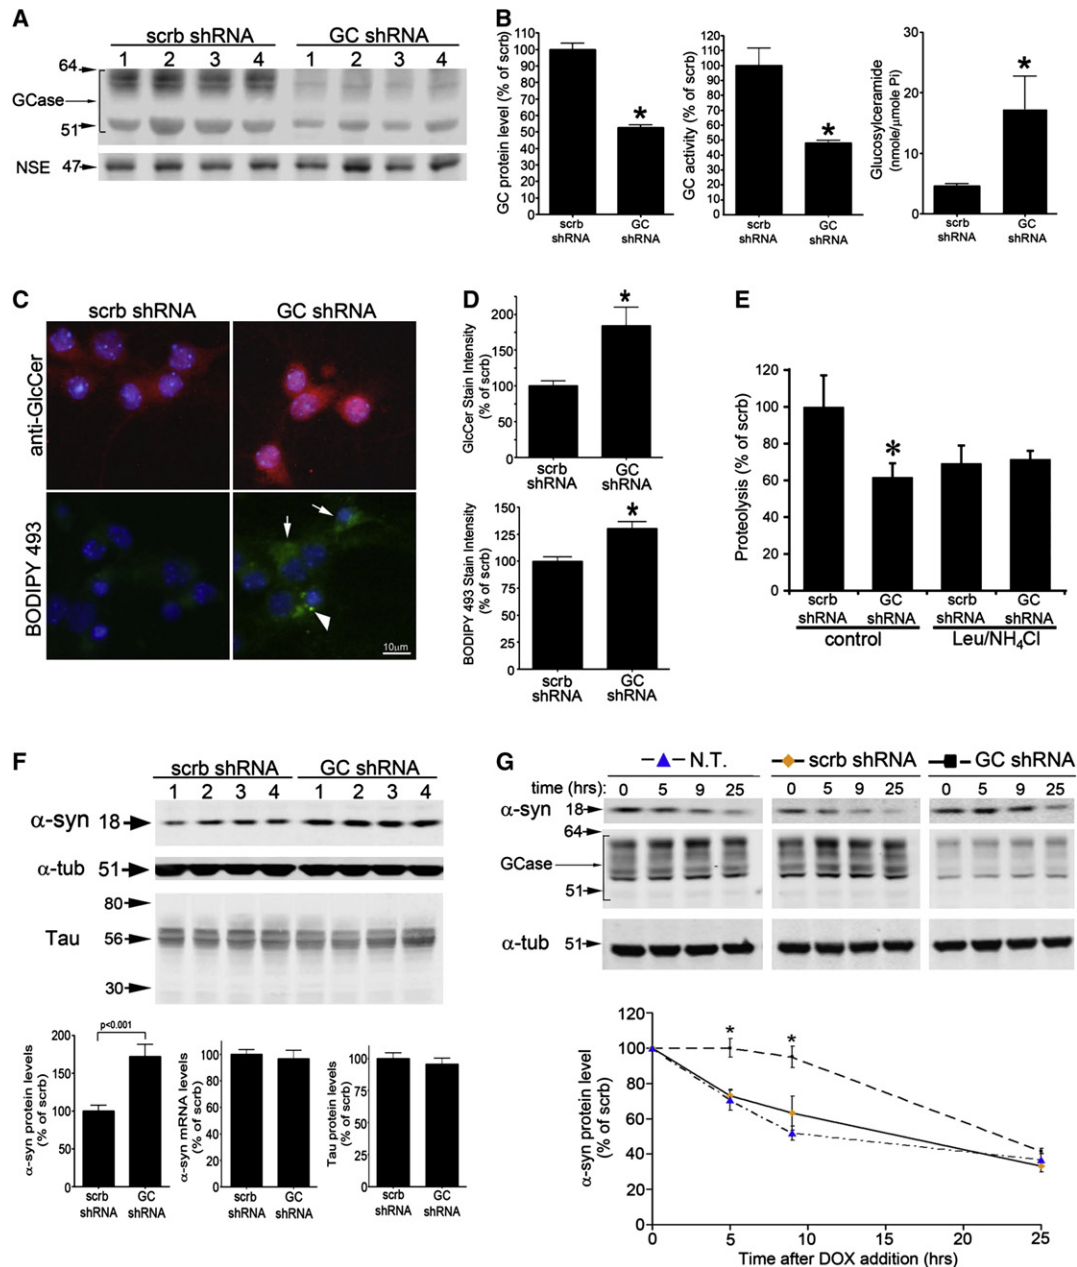 A
scrb shRNA GC shRNA
1 2 3 4 1 2 3 4
64
GCase
51
NSE 47
B
GC protein level (% of scrb)
110
100
90
80
70
60
50
40
30
20
10
0
*
scrb shRNA
GC shRNA
GC activity (% of scrb)
120
110
100
90
80
70
60
50
40
30
20
10
0
*
scrb shRNA
GC shRNA
Glucosylceramide (nmole/μmole Pi)
30
20
10
0
*
scrb shRNA
GC shRNA
C
scrb shRNA GC shRNA
anti-GlcCer
BODIPY 493
10μm
D
GlcCer Stain Intensity (% of scrb)
200
150
100
50
0
*
scrb shRNA
GC shRNA
BODIPY 493 Stain Intensity (% of scrb)
150
125
100
75
50
25
0
*
scrb shRNA
GC shRNA
E
Proteolysis (% of scrb)
120
100
80
60
40
20
0
*
scrb shRNA
GC shRNA
scrb shRNA
GC shRNA
control Leu/NH₄Cl
F
scrb shRNA GC shRNA
1 2 3 4 1 2 3 4
α-syn 18
α-tub 51
80
Tau 56
30
α-syn protein levels (% of scrb)
200
150
100
50
0
p<0.001
scrb shRNA
GC shRNA
α-syn mRNA levels (% of scrb)
100
80
60
40
20
0
scrb shRNA
GC shRNA
Tau protein levels (% of scrb)
100
75
50
25
0
scrb shRNA
GC shRNA
G
N.T. scrb shRNA GC shRNA
time (hrs): 0 5 9 25 0 5 9 25 0 5 9 25
α-syn 18
64
GCase
51
α-tub 51
α-syn protein level (% of scrb)
120
100
80
60
40
20
0
* *
0 5 10 15 20 25
Time after DOX addition (hrs)